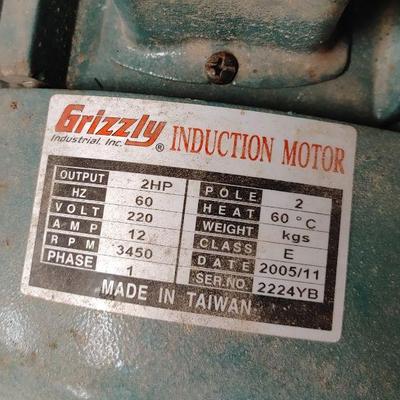 Grizzly
Industrial, Inc. ® INDUCTION MOTOR
OUTPUT 2HP
HZ 60
VOLT 220
AMP 12
RPM 3450
PHASE 1
POLE 2
HEAT 60 °C
WEIGHT kgs
CLASS E
DATE 2005/11
SER.NO. 2224YB
MADE IN TAIWAN